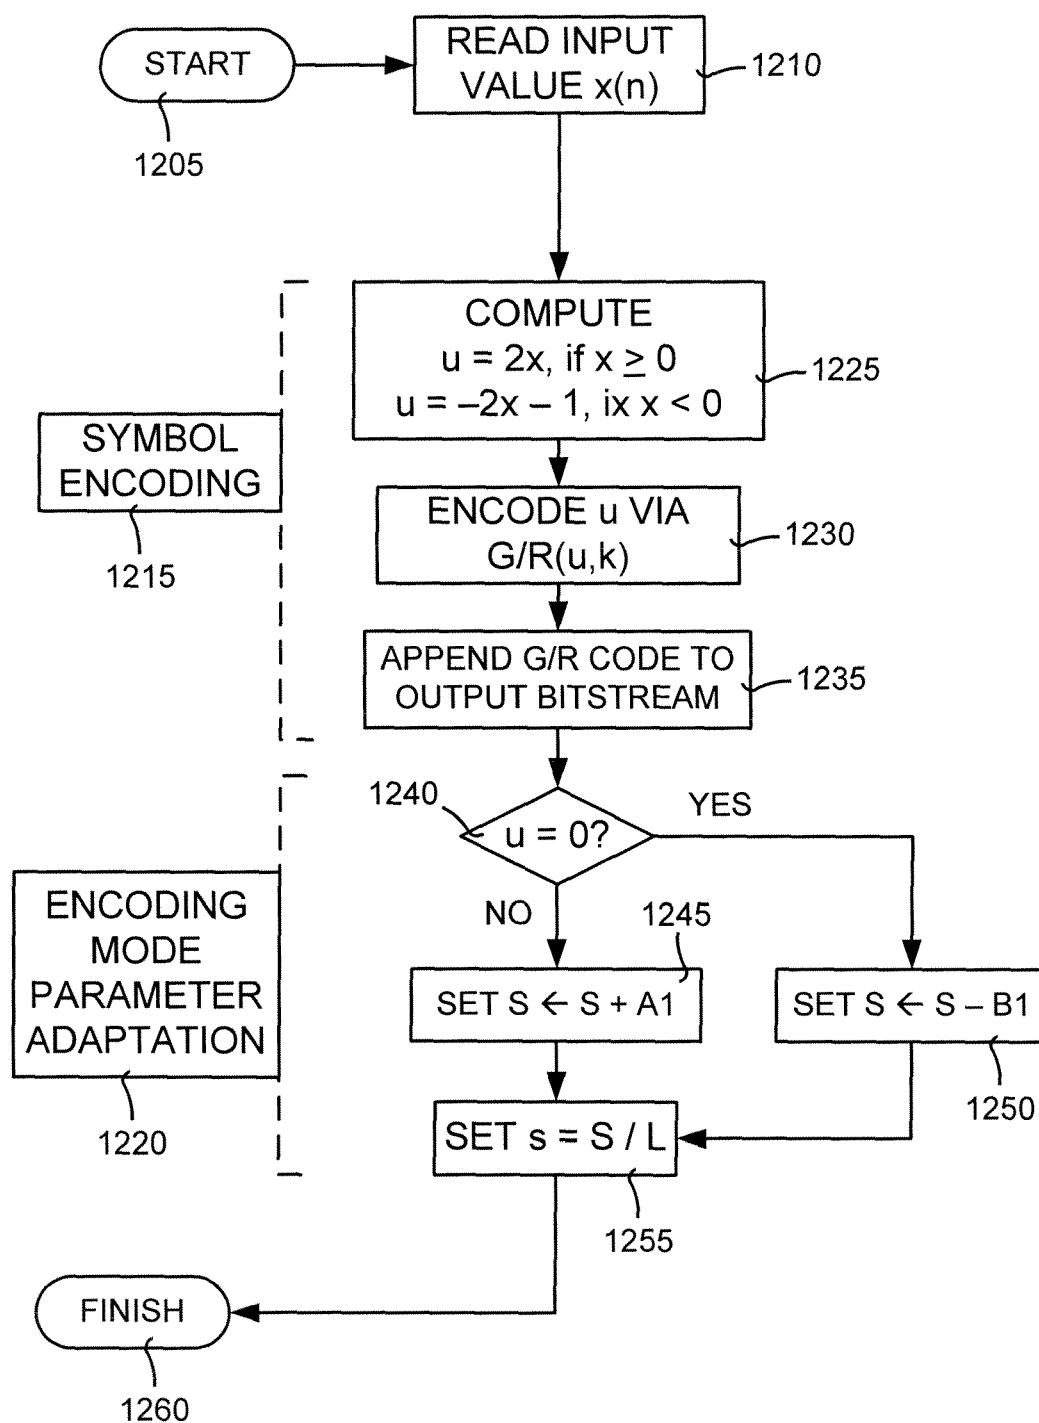 START
1205
READ INPUT
VALUE x(n)
1210
COMPUTE
u = 2x, if x ≥ 0
u = –2x – 1, ix x < 0
1225
SYMBOL
ENCODING
1215
ENCODE u VIA
G/R(u,k)
1230
APPEND G/R CODE TO
OUTPUT BITSTREAM
1235
1240
u = 0?
YES
NO
ENCODING
MODE
PARAMETER
ADAPTATION
1220
1245
SET S ← S + A1
SET S ← S – B1
1250
SET s = S / L
1255
FINISH
1260